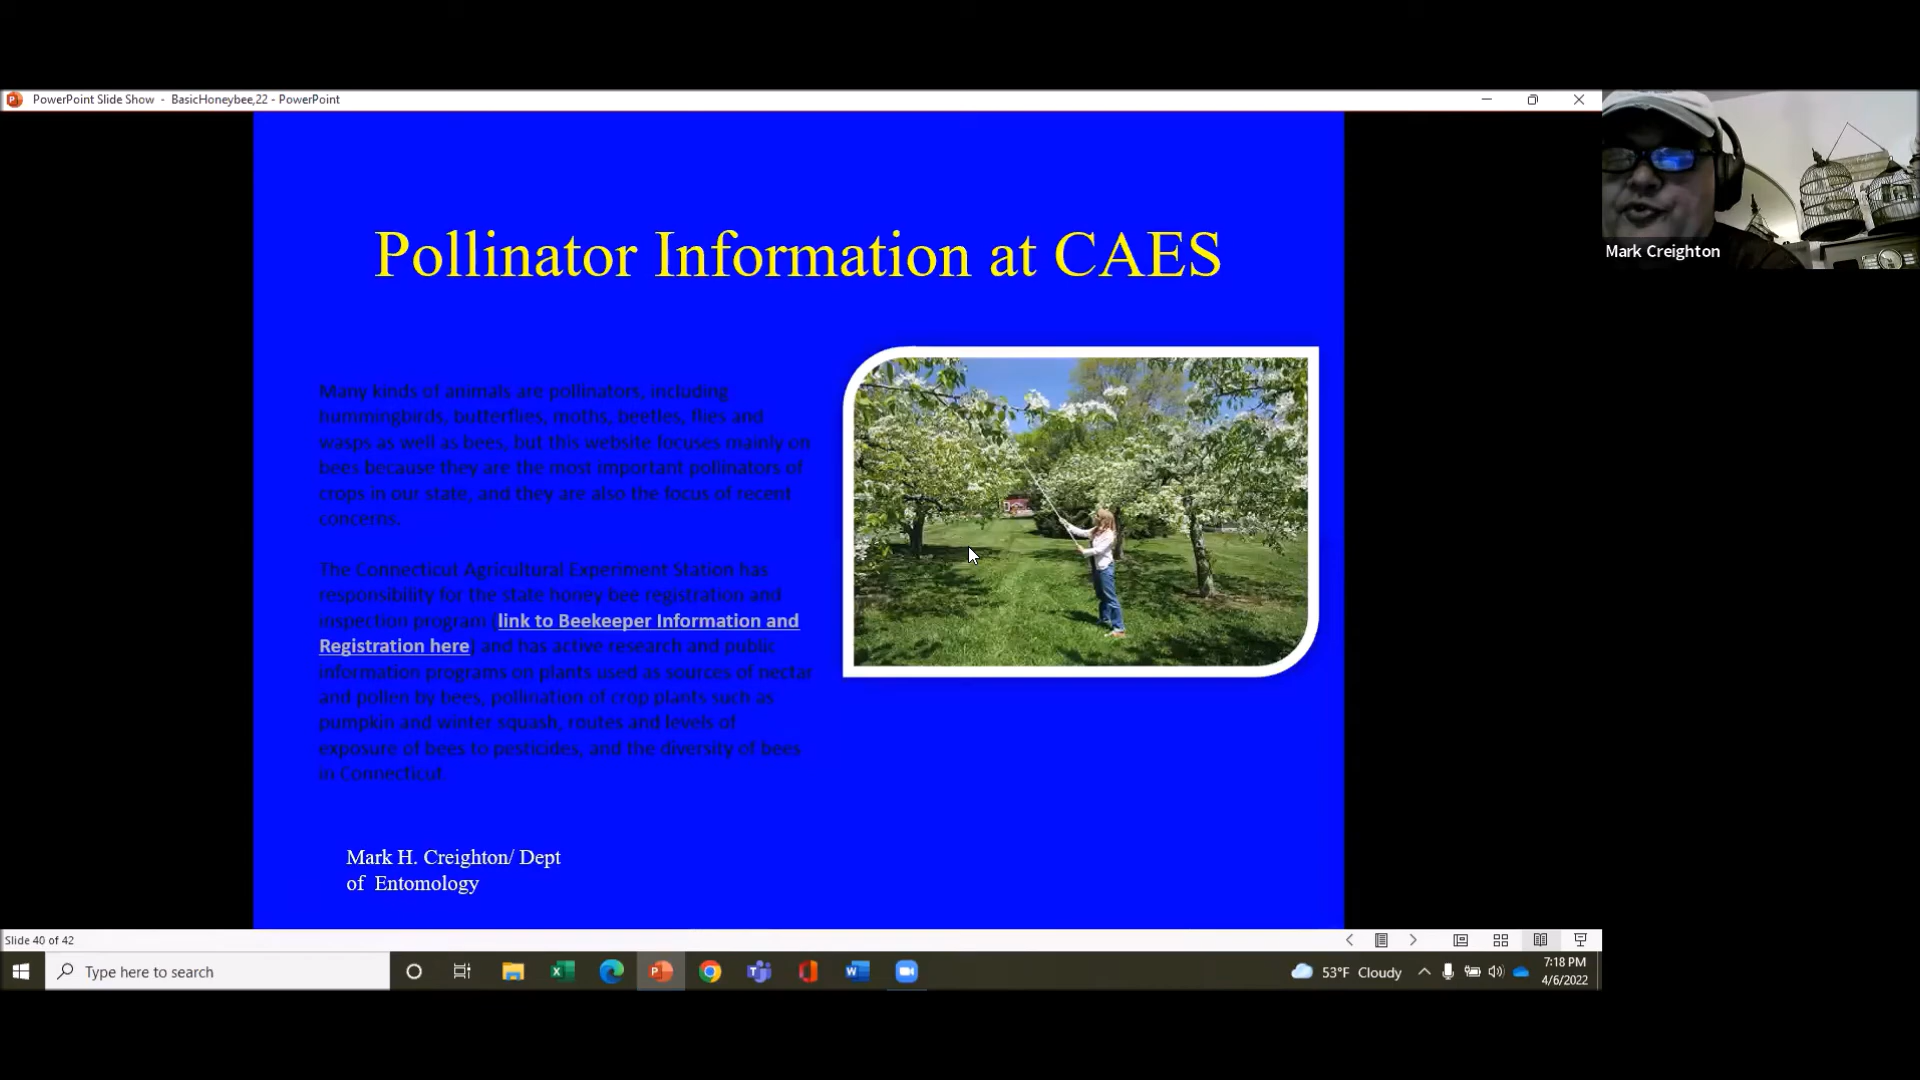 PowerPoint Slide Show - BasicHoneybee,22 - PowerPoint
Pollinator Information at CAES
Many kinds of animals are pollinators, including
hummingbirds, butterflies, moths, beetles, flies and
wasps as well as bees, but this website focuses mainly on
bees because they are the most important pollinators of
crops in our state, and they are also the focus of recent
concerns.
The Connecticut Agricultural Experiment Station has
responsibility for the state honey bee registration and
inspection program (link to Beekeeper Information and
Registration here) and has active research and public
information programs on plants used as sources of nectar
and pollen by bees, pollination of crop plants such as
pumpkin and winter squash, routes and levels of
exposure of bees to pesticides, and the diversity of bees
in Connecticut.
Mark H. Creighton/ Dept
of Entomology
Mark Creighton
Slide 40 of 42
Type here to search
53°F Cloudy
7:18 PM
4/6/2022